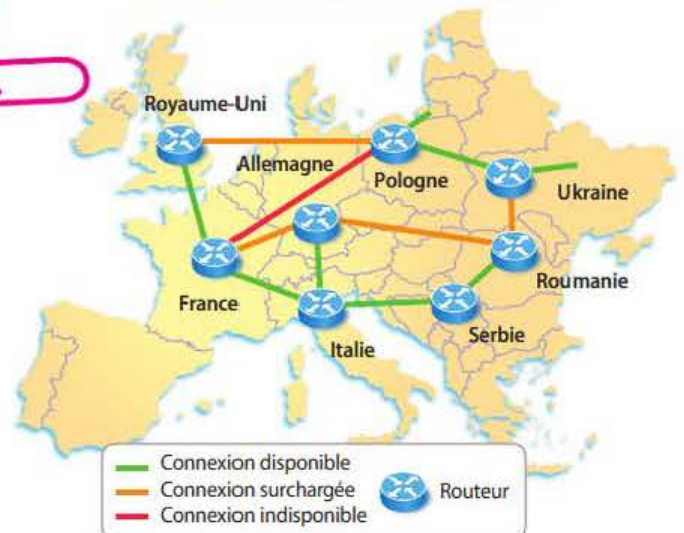 Royaume-Uni
Allemagne
Pologne
Ukraine
France
Roumanie
Italie
Serbie
Connexion disponible
Connexion surchargée
Routeur
Connexion indisponible